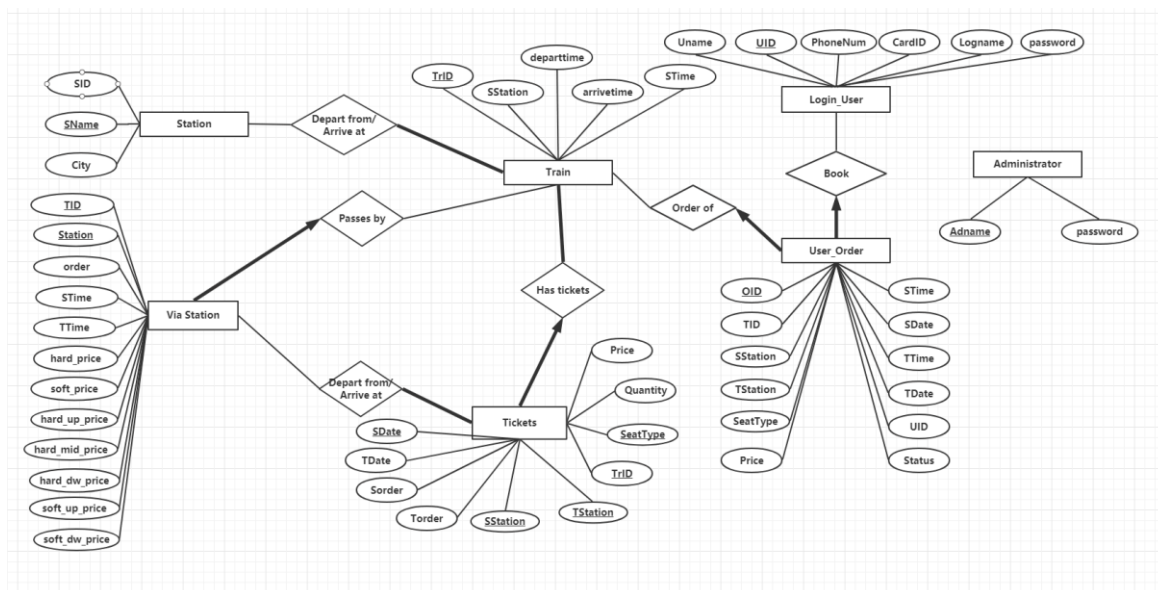 Uname
UID
PhoneNum
CardID
Logname
password
departtime
TrID
SStation
arrivetime
STime
SID
SName
City
Station
Depart from/
Arrive at
Train
Login_User
Book
Administrator
Adname
password
TID
Station
order
STime
TTime
hard_price
soft_price
hard_up_price
hard_mid_price
hard_dw_price
soft_up_price
soft_dw_price
Passes by
Order of
User_Order
Via Station
Has tickets
Depart from/
Arrive at
Tickets
Price
Quantity
SeatType
TrID
SDate
TDate
Sorder
Torder
SStation
TStation
OID
TID
SStation
TStation
SeatType
Price
STime
SDate
TTime
TDate
UID
Status